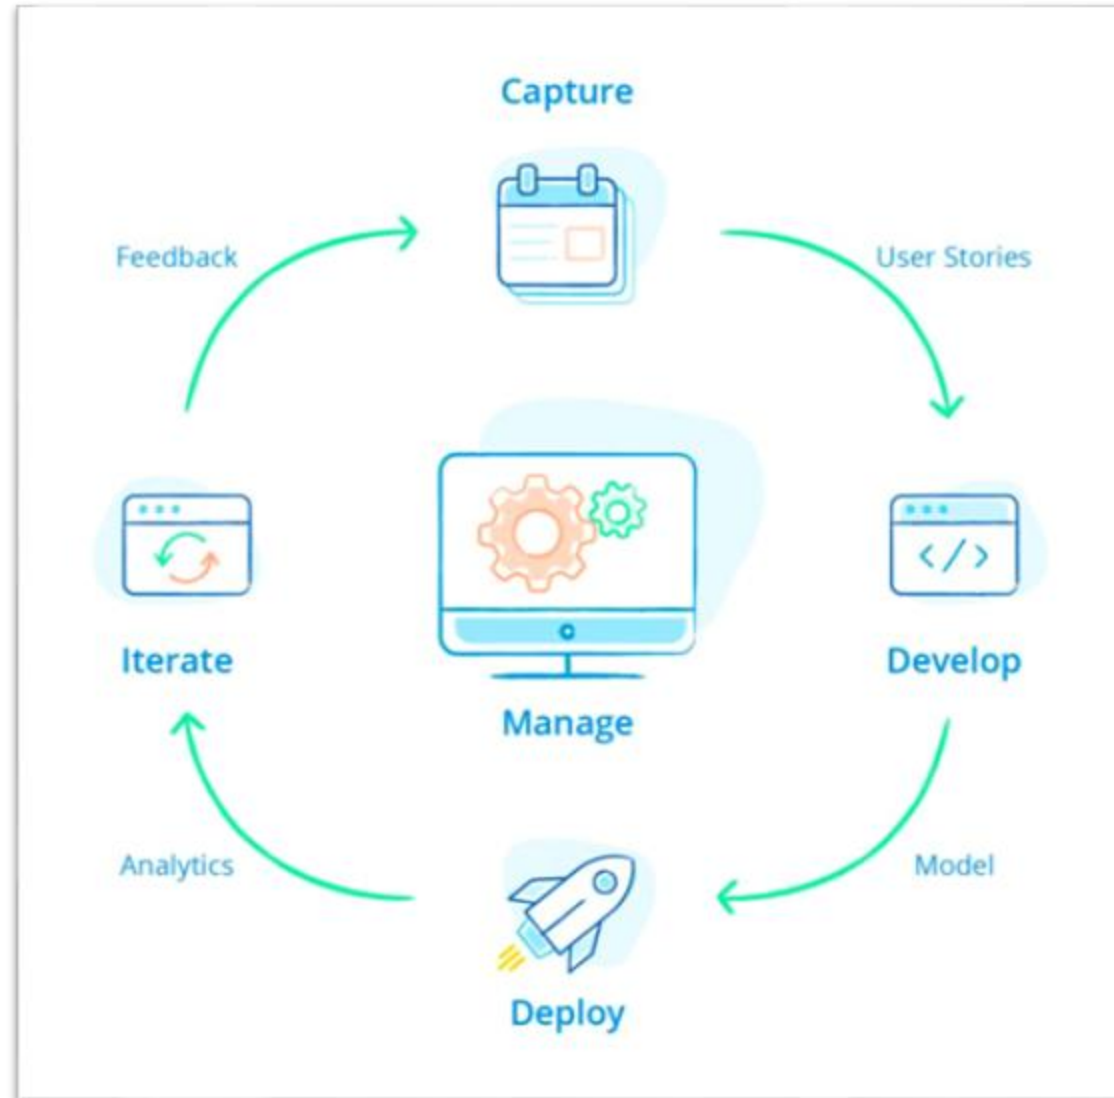 Capture
Feedback
User Stories
</>
Iterate
Develop
Manage
Analytics
Model
Deploy